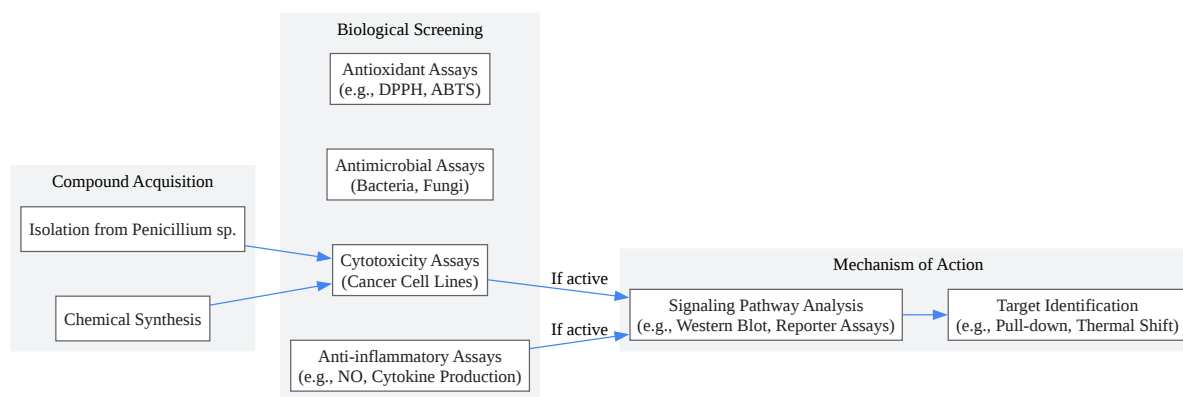 Compound Acquisition
Isolation from Penicillium sp.
Chemical Synthesis
Biological Screening
Antioxidant Assays
(e.g., DPPH, ABTS)
Antimicrobial Assays
(Bacteria, Fungi)
Cytotoxicity Assays
(Cancer Cell Lines)
Anti-inflammatory Assays
(e.g., NO, Cytokine Production)
If active
If active
Mechanism of Action
Signaling Pathway Analysis
(e.g., Western Blot, Reporter Assays)
Target Identification
(e.g., Pull-down, Thermal Shift)